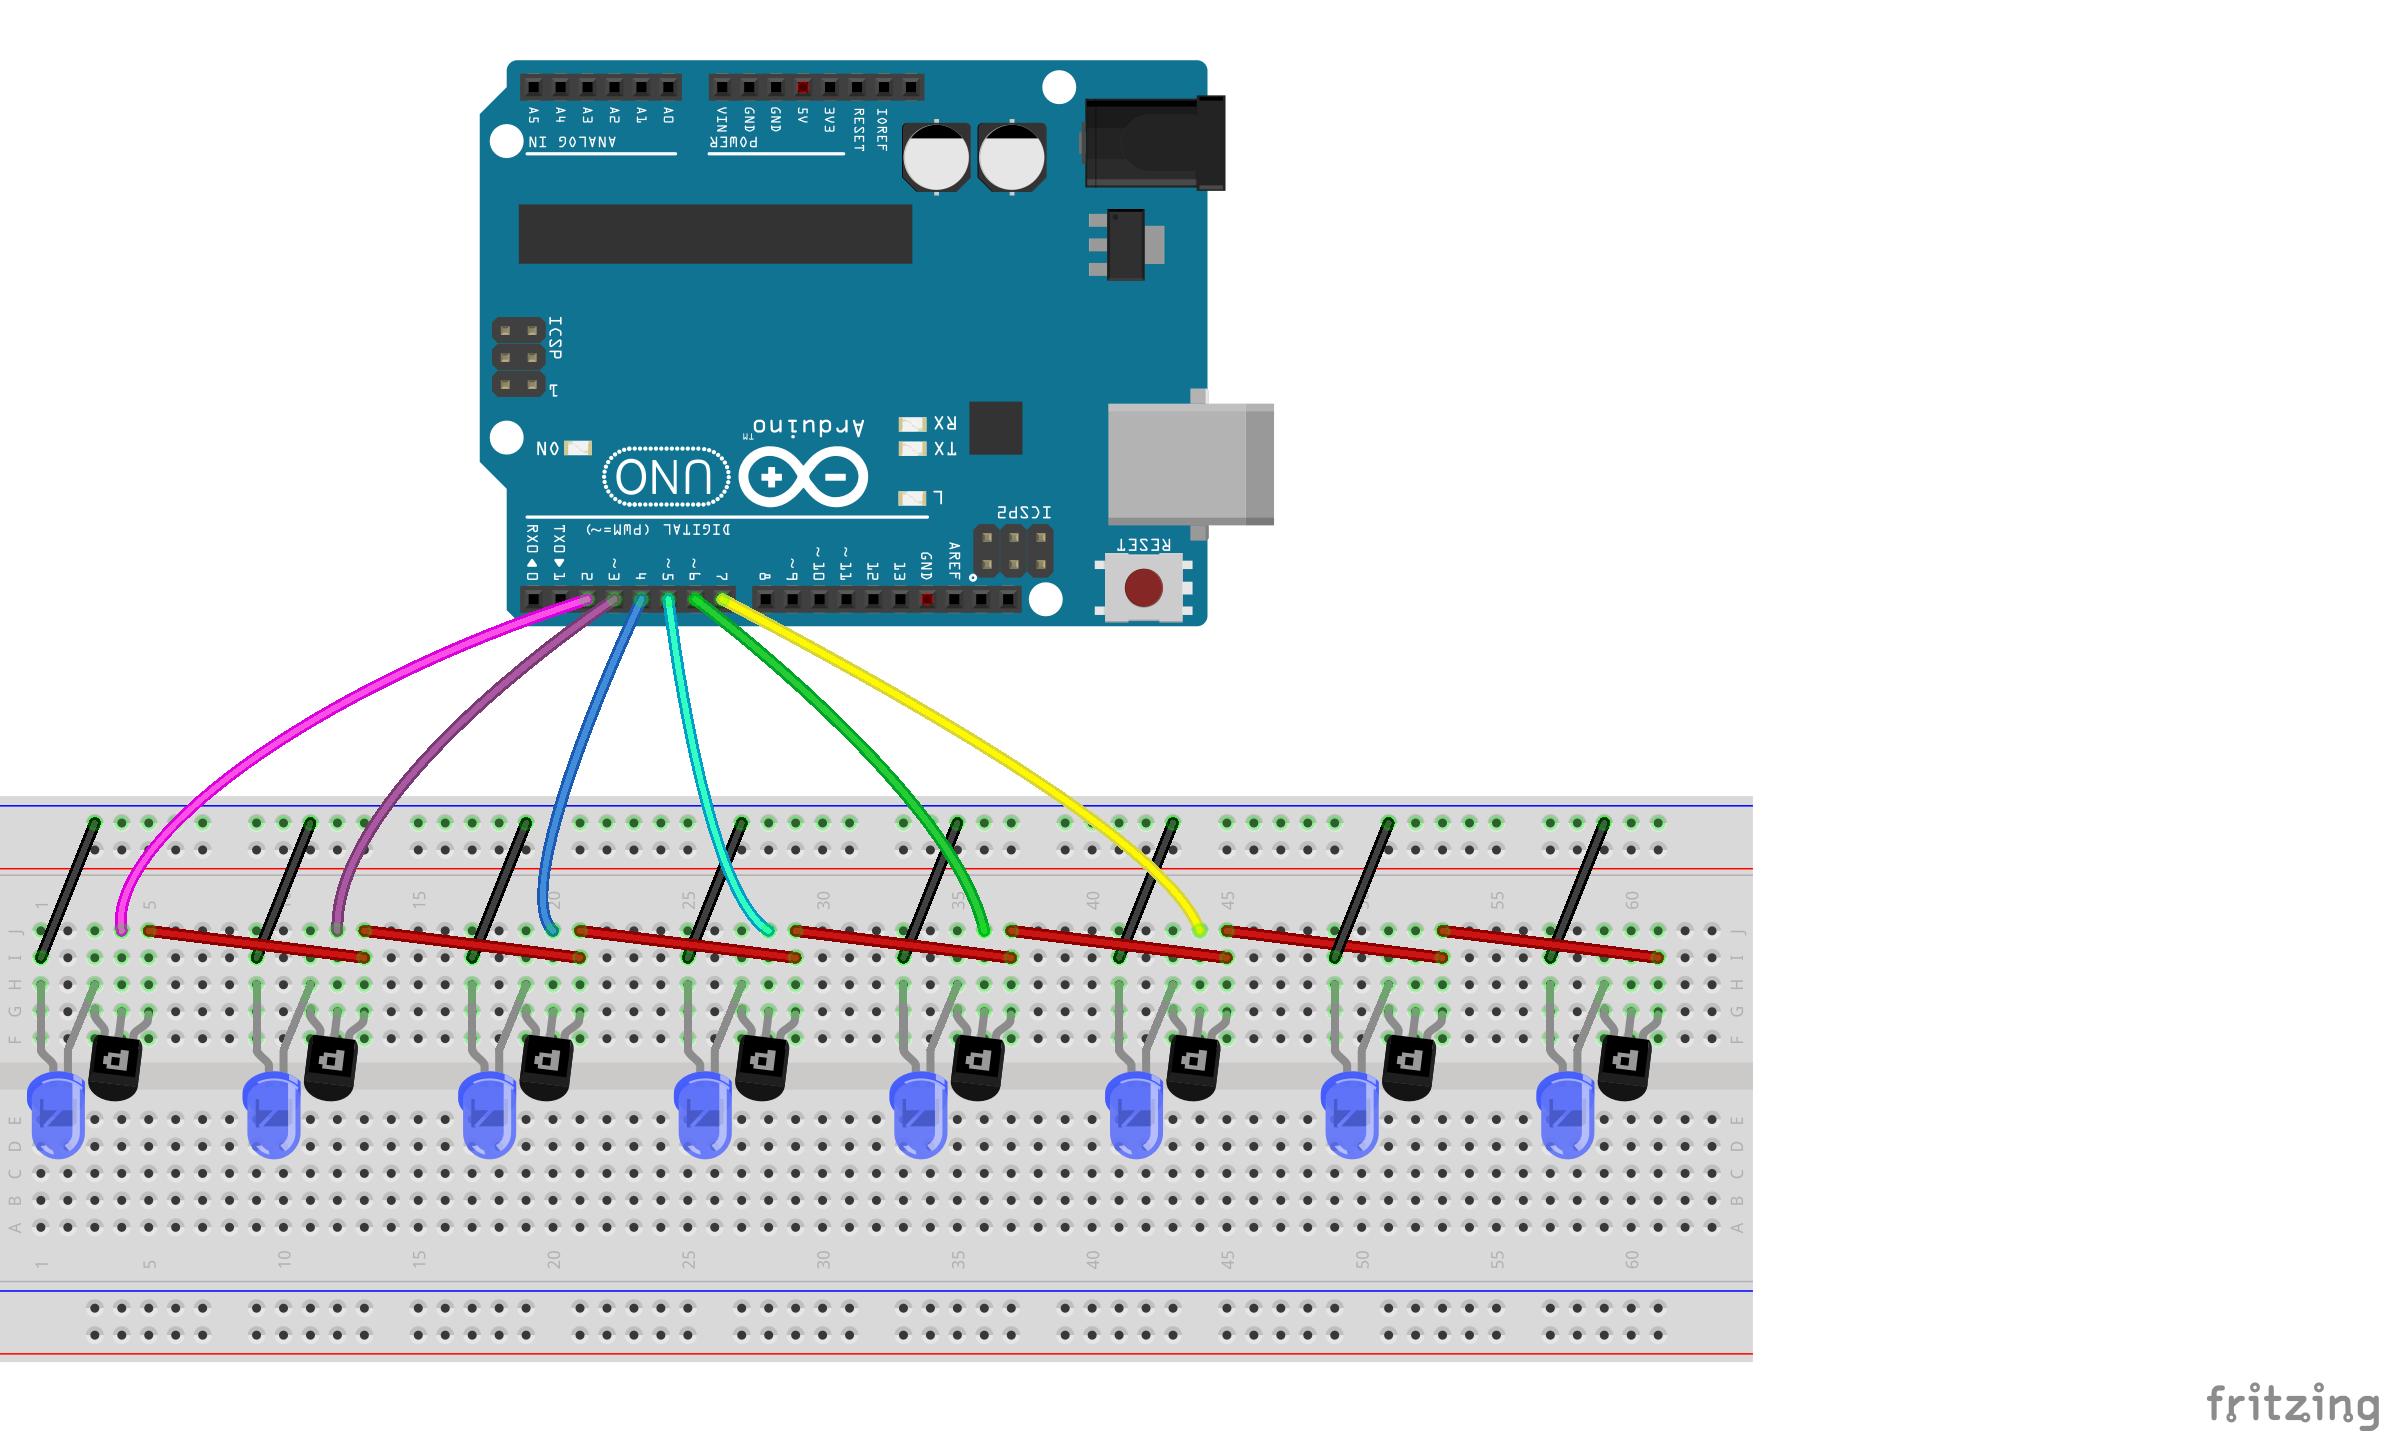 A5 A4 A3 A2 A1 A0 VIN GND GND 5V 3V3 RESET IOREF
ANALOG IN POWER
ICSP
1
Arduino
TM
RX
ON UNO TX
L
ICSP2
DIGITAL (PWM=~)
RESET
RX0 0 TX0 1 2 ~3 4 ~5 ~6 7 8 ~9 ~10 ~11 12 13 GND AREF
1 5 15 20 25 30 35 40 45 55 60
J J
I I
H H
G G
F F
E E
D D
C C
B B
A A
1 5 10 15 20 25 30 35 40 45 50 55 60
fritzing